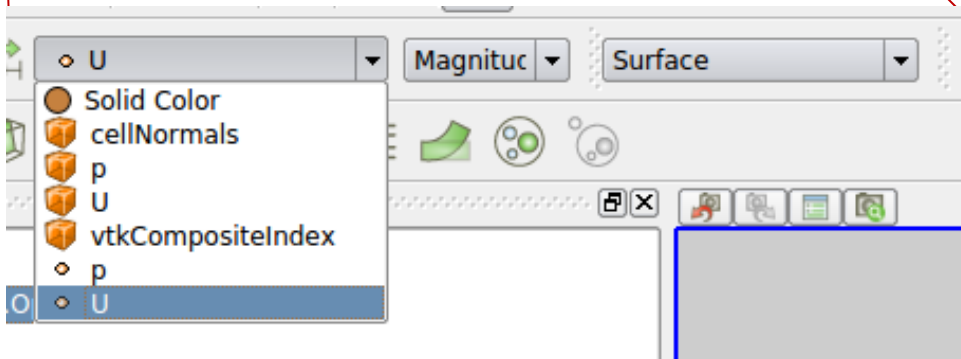 U
Magnituc
Surface
Solid Color
cellNormals
p
U
vtkCompositeIndex
p
U